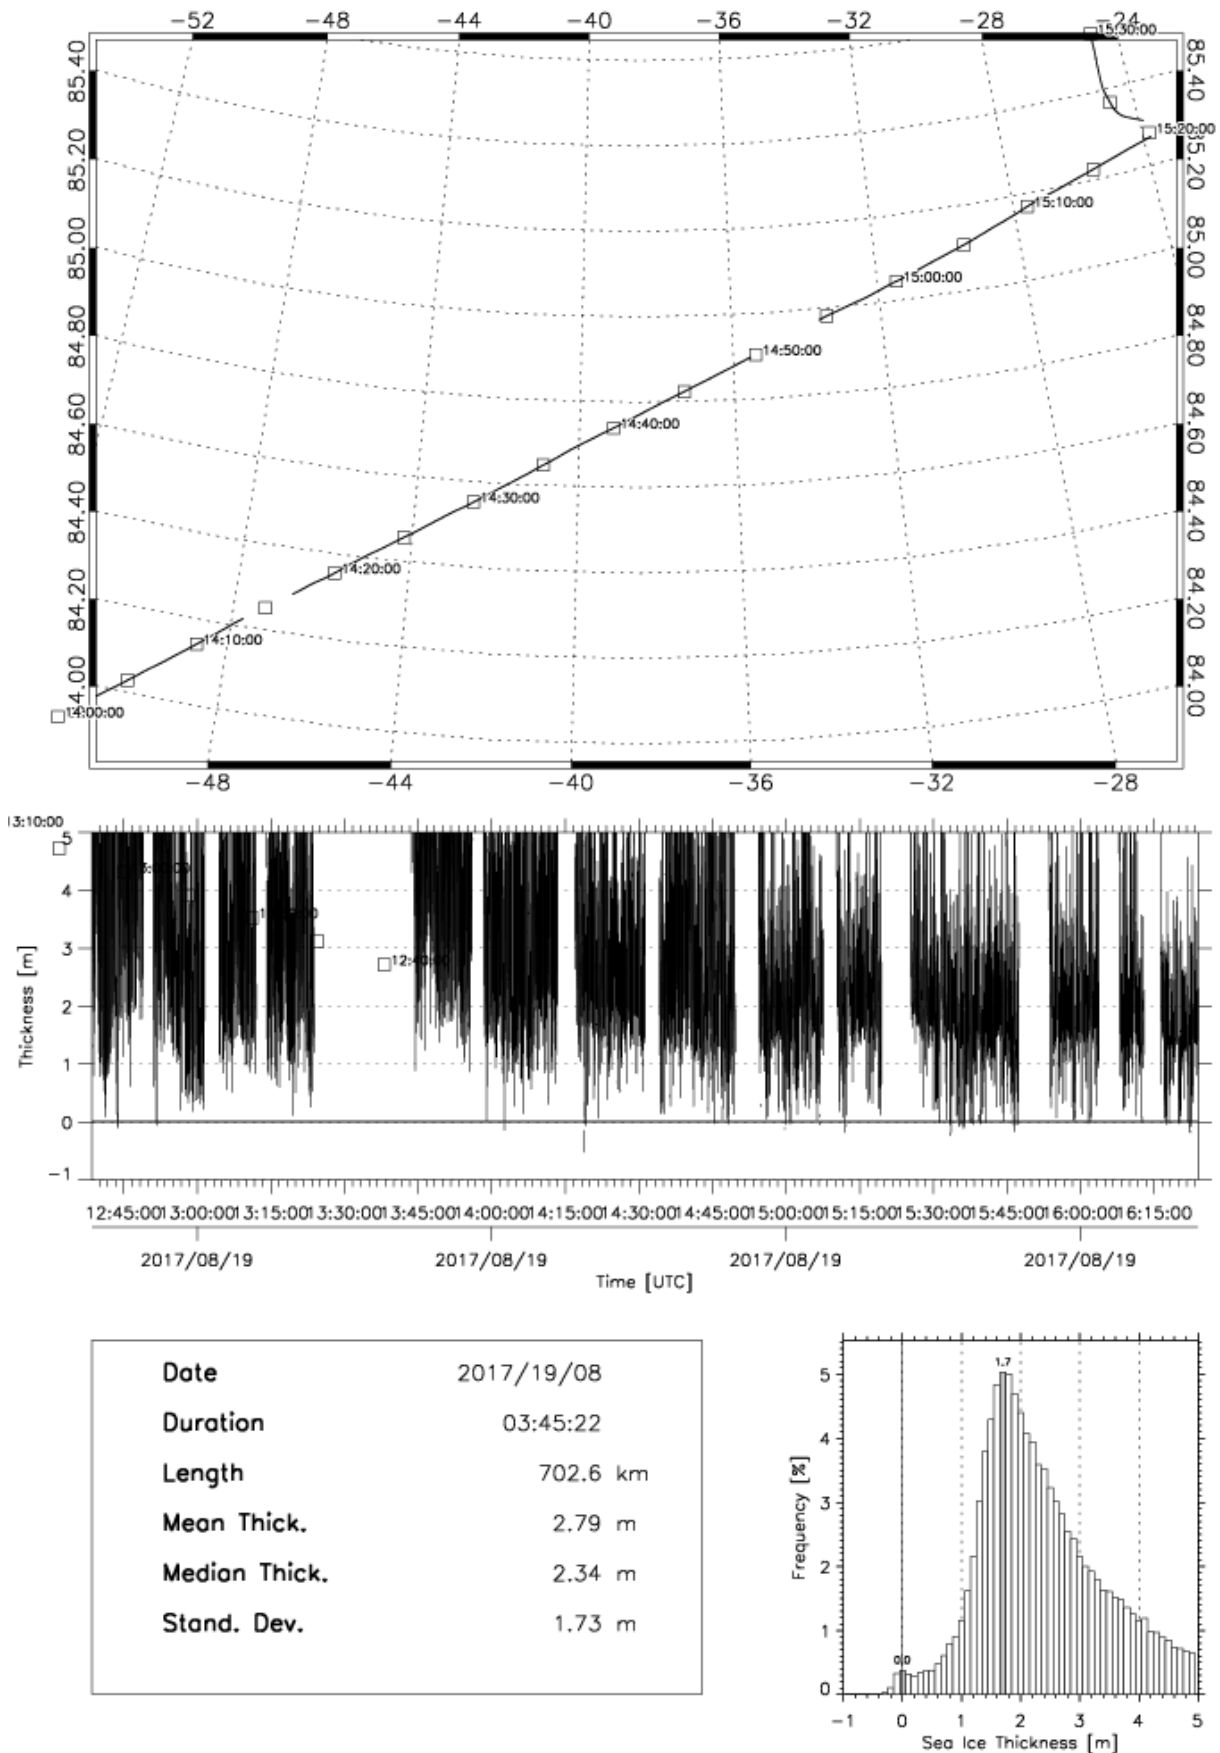 -52 -48 -44 -40 -36 -32 -28 -24
15:30:00
85.40 85.40
15:20:00
85.20 85.20
15:10:00
85.00 85.00
15:00:00
84.80 84.80
14:50:00
84.60 84.60
14:40:00
84.40 84.40
14:30:00
14:20:00
84.20 84.20
14:10:00
84.00
14:00:00
-48 -44 -40 -36 -32 -28
13:10:00
5
13:00:00
4
3
12:40:00
2
1
0
-1
Thickness [m]
12:45:00 13:00:00 13:15:00 13:30:00 13:45:00 14:00:00 14:15:00 14:30:00 14:45:00 15:00:00 15:15:00 15:30:00 15:45:00 16:00:00 16:15:00
2017/08/19 2017/08/19 2017/08/19 2017/08/19
Time [UTC]
Date 2017/19/08
Duration 03:45:22
Length 702.6 km
Mean Thick. 2.79 m
Median Thick. 2.34 m
Stand. Dev. 1.73 m
1.7
5
4
3
2
1
0.0
0
Frequency [%]
-1 0 1 2 3 4 5
Sea Ice Thickness [m]